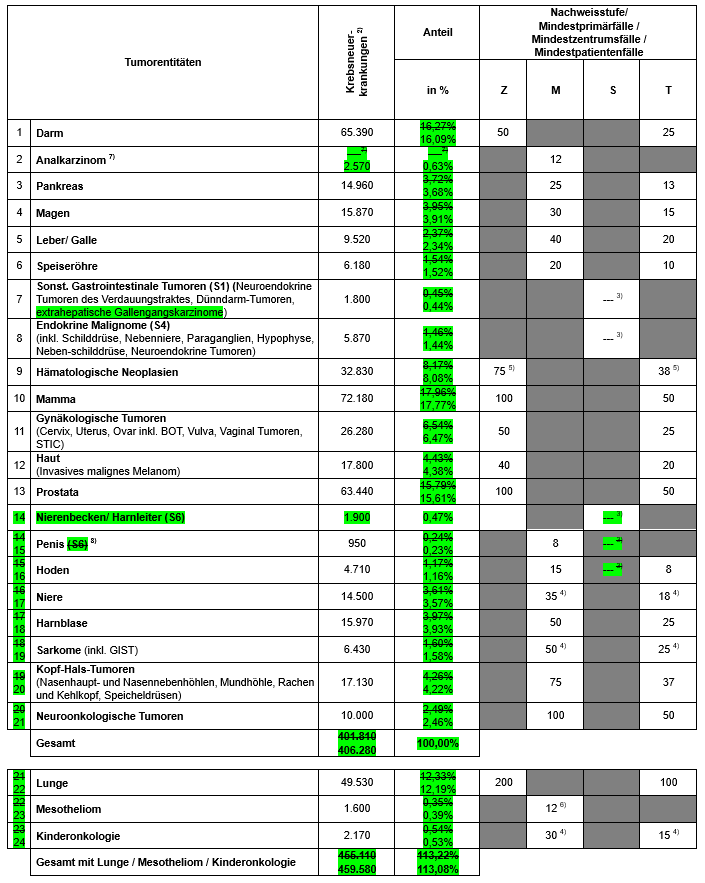 Tumorentitäten Krebsneuer-krankungen 2) Anteil Nachweisstufe/
Mindestprimärfälle /
Mindestzentrumsfälle /
Mindestpatientenfälle
in % Z M S T
1 Darm 65.390 16,27% 16,09% 50 25
2 Analkarzinom 7) ---7) 2.570 ---7) 0,63% 12
3 Pankreas 14.960 3,72% 3,68% 25 13
4 Magen 15.870 3,95% 3,91% 30 15
5 Leber/ Galle 9.520 2,37% 2,34% 40 20
6 Speiseröhre 6.180 1,54% 1,52% 20 10
7 Sonst. Gastrointestinale Tumoren (S1) (Neuroendokrine
Tumoren des Verdauungstraktes, Dünndarm-Tumoren,
extrahepatische Gallengangskarzinome) 1.800 0,45% 0,44% --- 3)
8 Endokrine Malignome (S4)
(inkl. Schilddrüse, Nebenniere, Paraganglien, Hypophyse,
Neben-schilddrüse, Neuroendokrine Tumoren) 5.870 1,46% 1,44% --- 3)
9 Hämatologische Neoplasien 32.830 8,17% 8,08% 75 5) 38 5)
10 Mamma 72.180 17,96% 17,77% 100 50
11 Gynäkologische Tumoren
(Cervix, Uterus, Ovar inkl. BOT, Vulva, Vaginal Tumoren,
STIC) 26.280 6,54% 6,47% 50 25
12 Haut
(Invasives malignes Melanom) 17.800 4,43% 4,38% 40 20
13 Prostata 63.440 15,79% 15,61% 100 50
14 Nierenbecken/ Harnleiter (S6) 1.900 0,47% --- 3)
14 15 Penis (S6) 8) 950 0,24% 0,23% 8 --- 3)
15 16 Hoden 4.710 1,17% 1,16% 15 --- 3) 8
16 17 Niere 14.500 3,61% 3,57% 35 4) 18 4)
17 18 Harnblase 15.970 3,97% 3,93% 50 25
18 19 Sarkome (inkl. GIST) 6.430 1,60% 1,58% 50 4) 25 4)
19 20 Kopf-Hals-Tumoren
(Nasenhaupt- und Nasennebenhöhlen, Mundhöhle, Rachen
und Kehlkopf, Speicheldrüsen) 17.130 4,26% 4,22% 75 37
20 21 Neuroonkologische Tumoren 10.000 2,49% 2,46% 100 50
Gesamt 401.810 406.280 100,00%
21 22 Lunge 49.530 12,33% 12,19% 200 100
22 23 Mesotheliom 1.600 0,35% 0,39% 12 6)
23 24 Kinderonkologie 2.170 0,54% 0,53% 30 4) 15 4)
Gesamt mit Lunge / Mesotheliom / Kinderonkologie 455.110 459.580 113,22% 113,08%